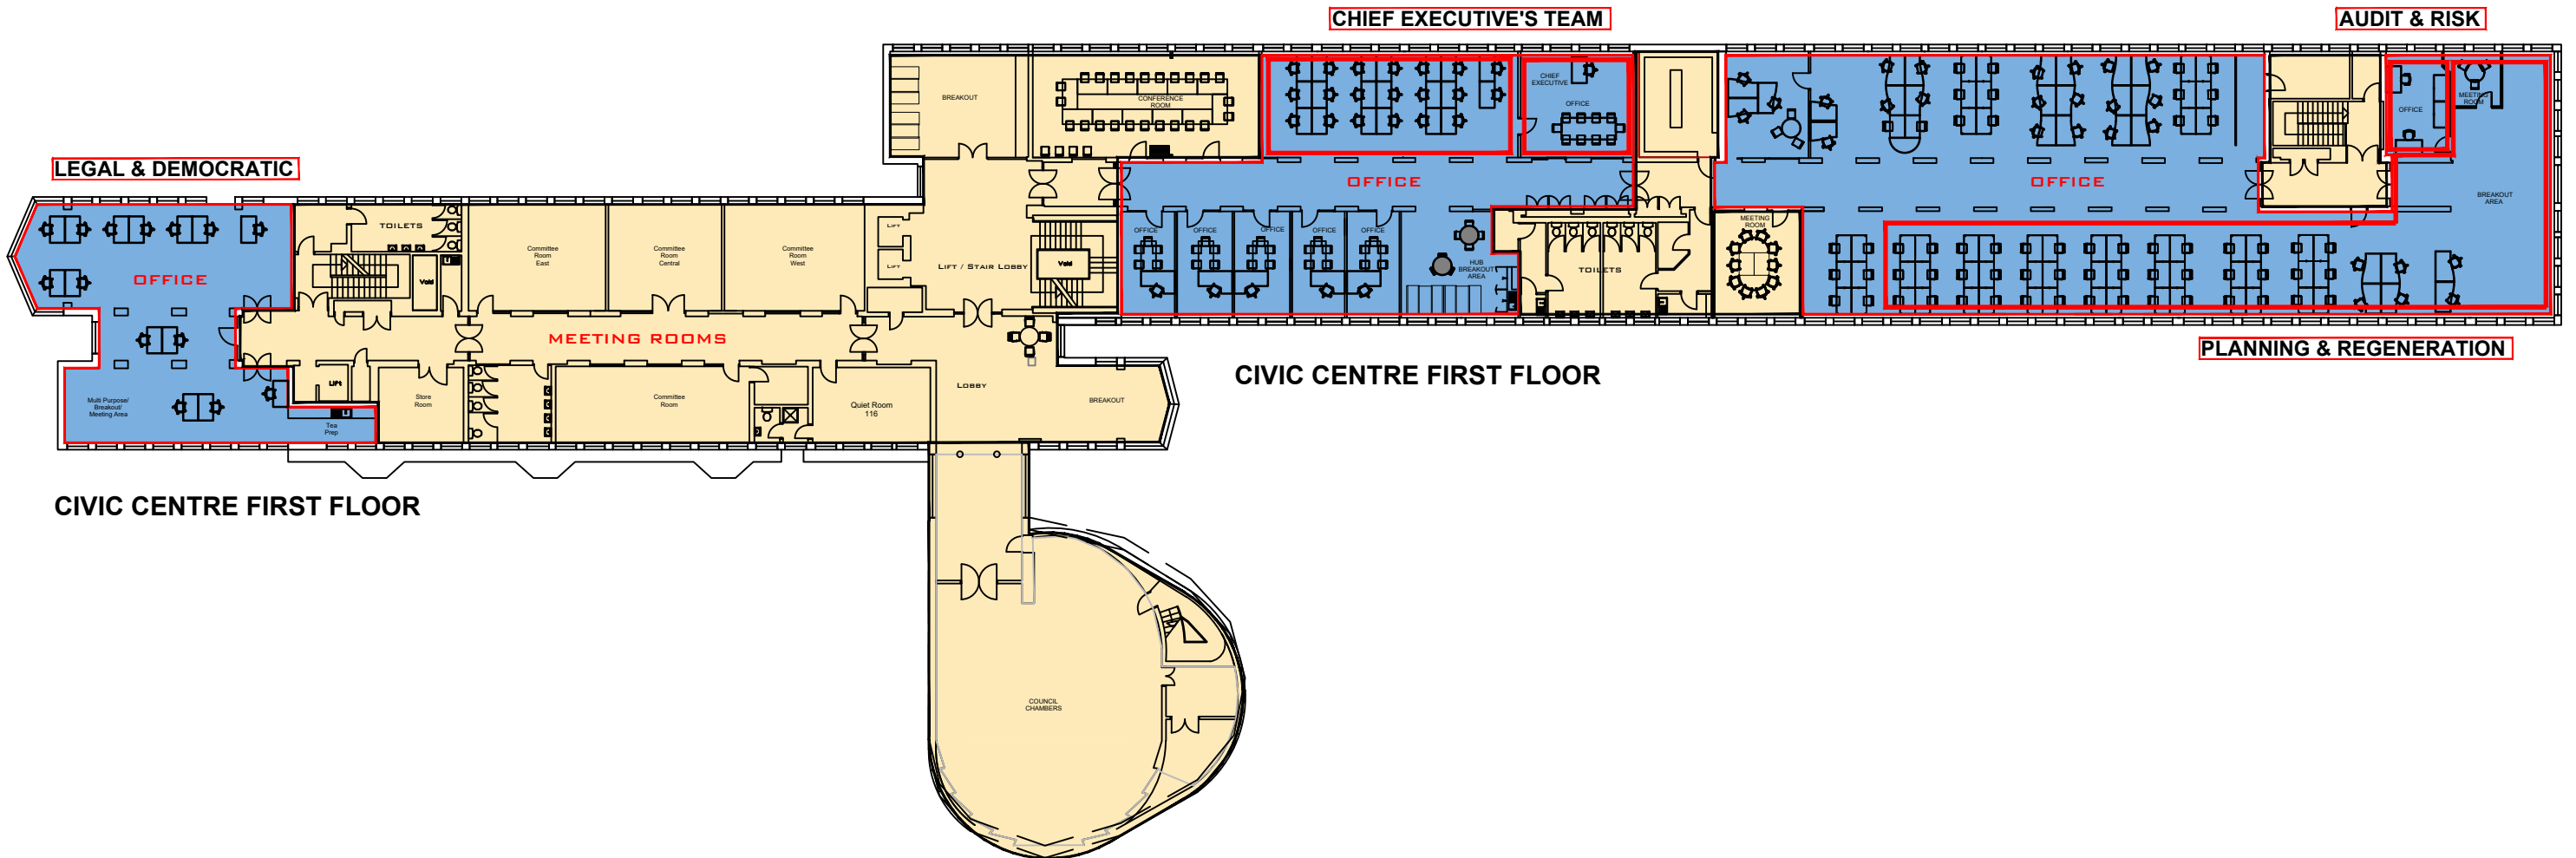 CHIEF EXECUTIVE'S TEAM
AUDIT & RISK
LEGAL & DEMOCRATIC
BREAKOUT
CONFERENCE
ROOM
CHIEF
EXECUTIVE
OFFICE
OFFICE
MEETING
ROOM
OFFICE
OFFICE
BREAKOUT
AREA
TOILETS
OFFICE
Void
Committee
Room
East
Committee
Room
Central
Committee
Room
West
LIFT
LIFT
LIFT / STAIR LOBBY
Void
OFFICE
OFFICE
OFFICE
OFFICE
OFFICE
HUB
BREAKOUT
AREA
TOILETS
MEETING
ROOM
MEETING ROOMS
PLANNING & REGENERATION
CIVIC CENTRE FIRST FLOOR
Multi Purpose/
Breakout/
Meeting Area
Tea
Prep
LIFT
Store
Room
Committee
Room
Quiet Room
116
LOBBY
BREAKOUT
CIVIC CENTRE FIRST FLOOR
COUNCIL
CHAMBERS